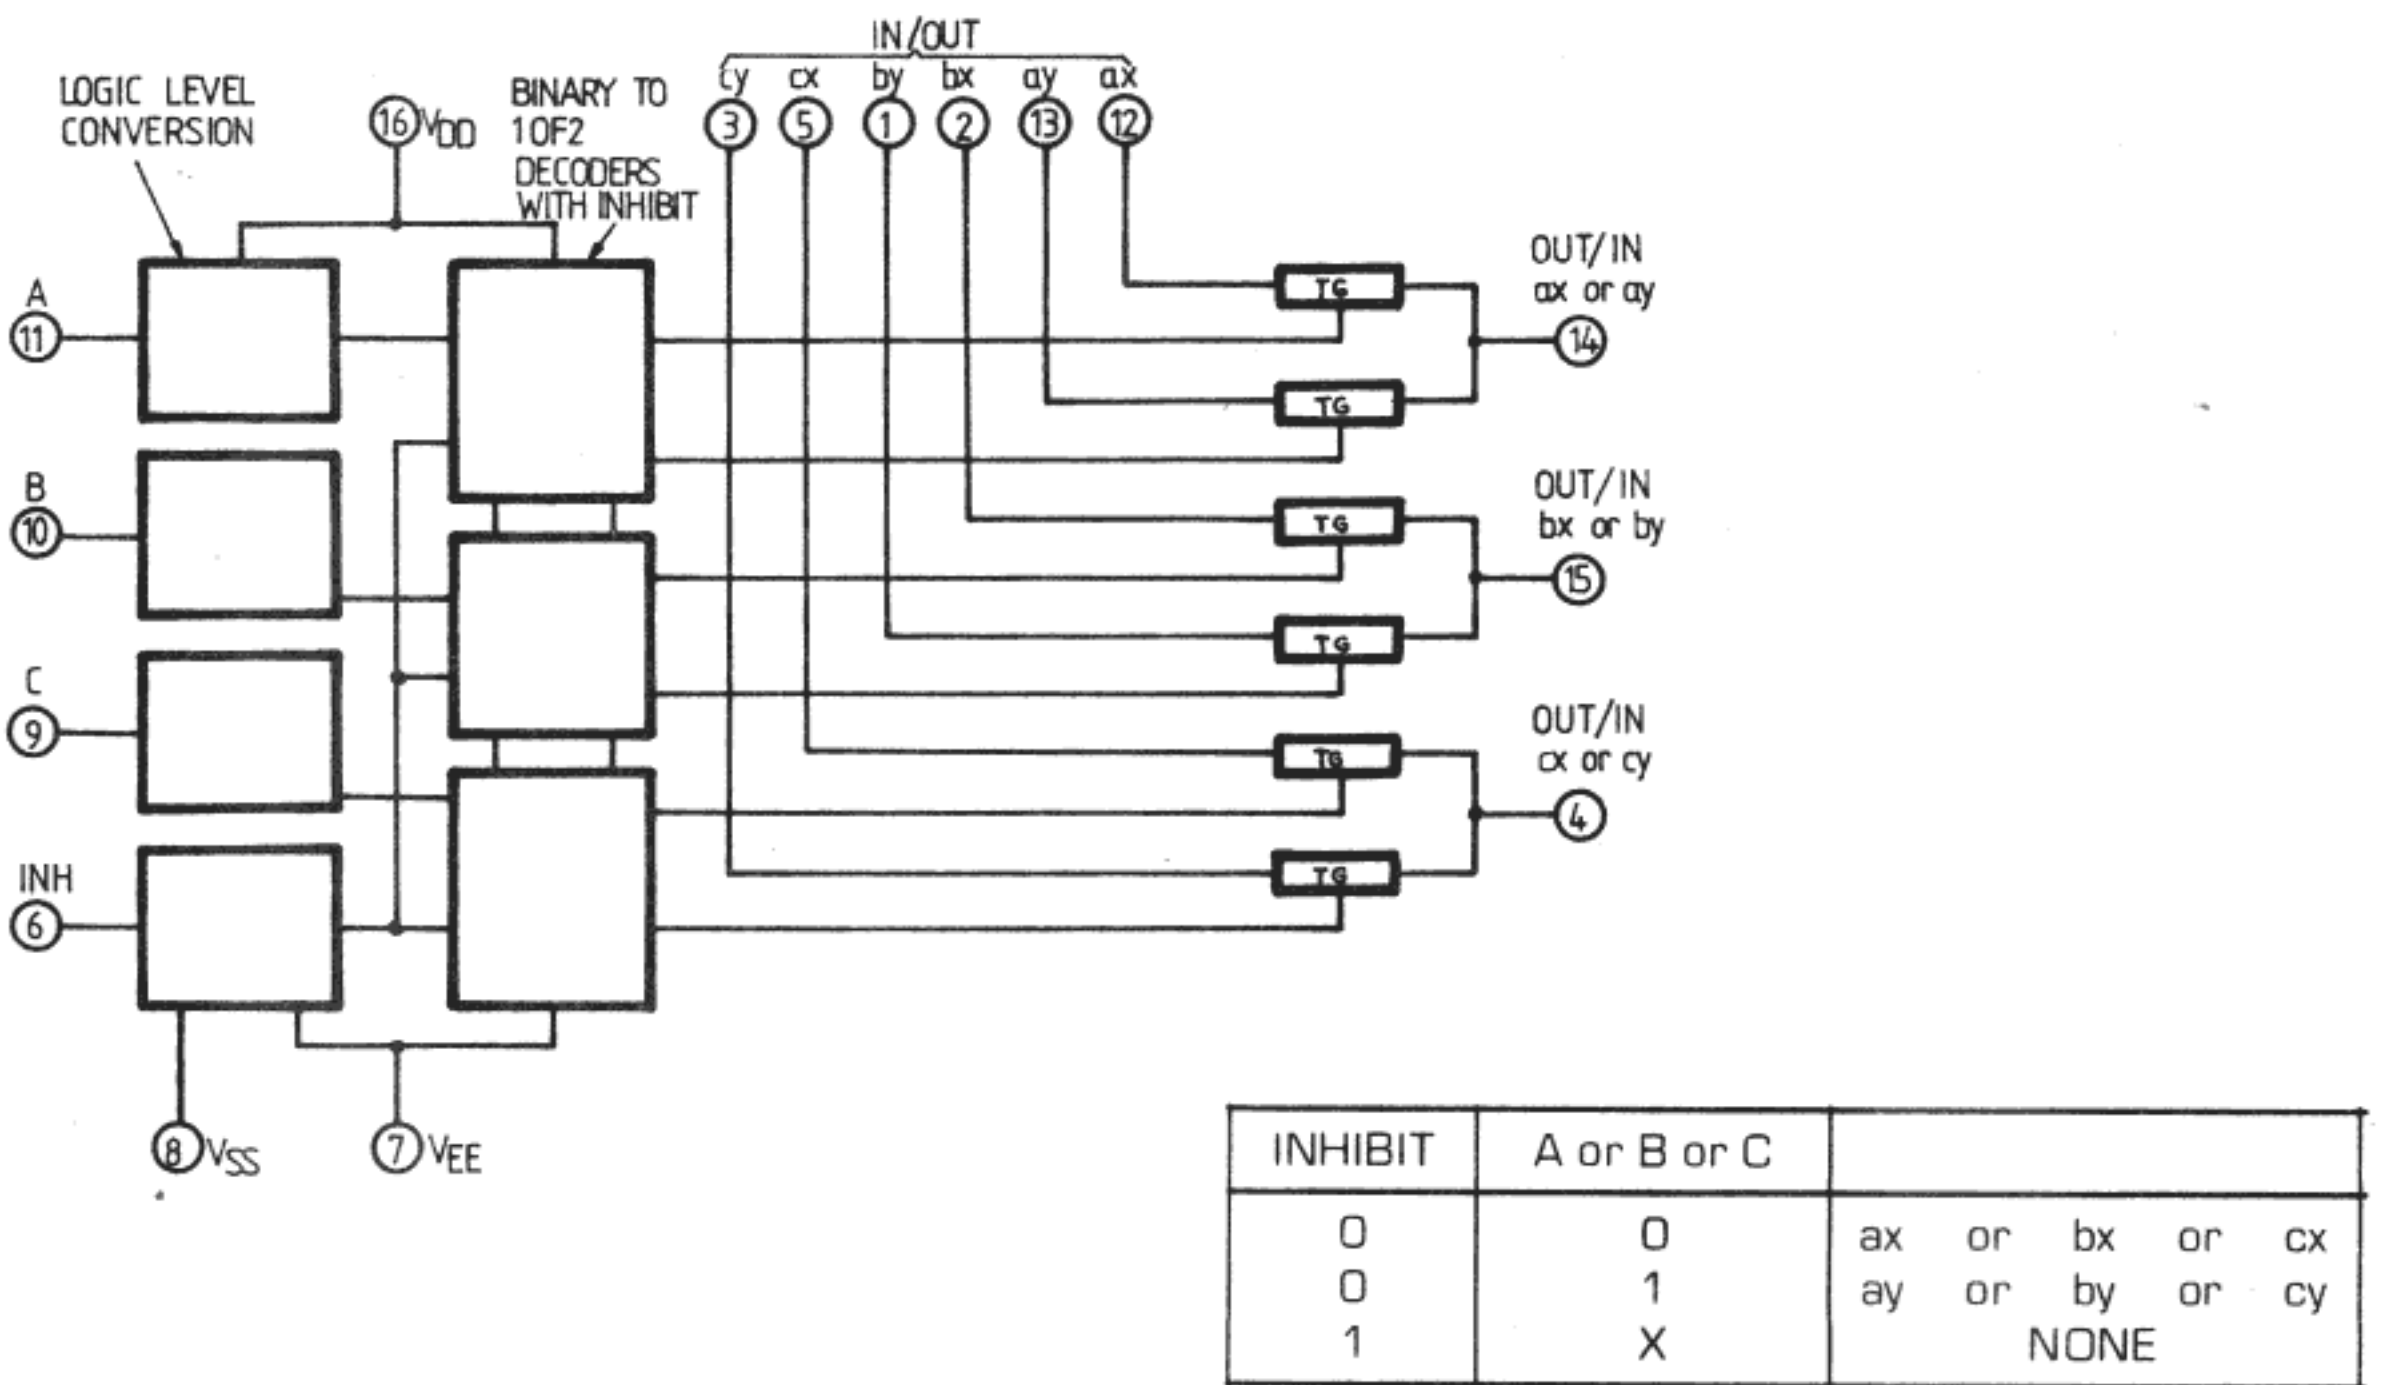 IN/OUT
cy cx by bx ay ax
3 5 1 2 13 12
LOGIC LEVEL
CONVERSION
16 VDD
BINARY TO
1 OF 2
DECODERS
WITH INHIBIT
A
11
B
10
C
9
INH
6
8 VSS
7 VEE
TG
TG
TG
TG
TG
TG
OUT/IN
ax or ay
14
OUT/IN
bx or by
15
OUT/IN
cx or cy
4
INHIBIT A or B or C
0 0 ax or bx or cx
0 1 ay or by or cy
1 X NONE